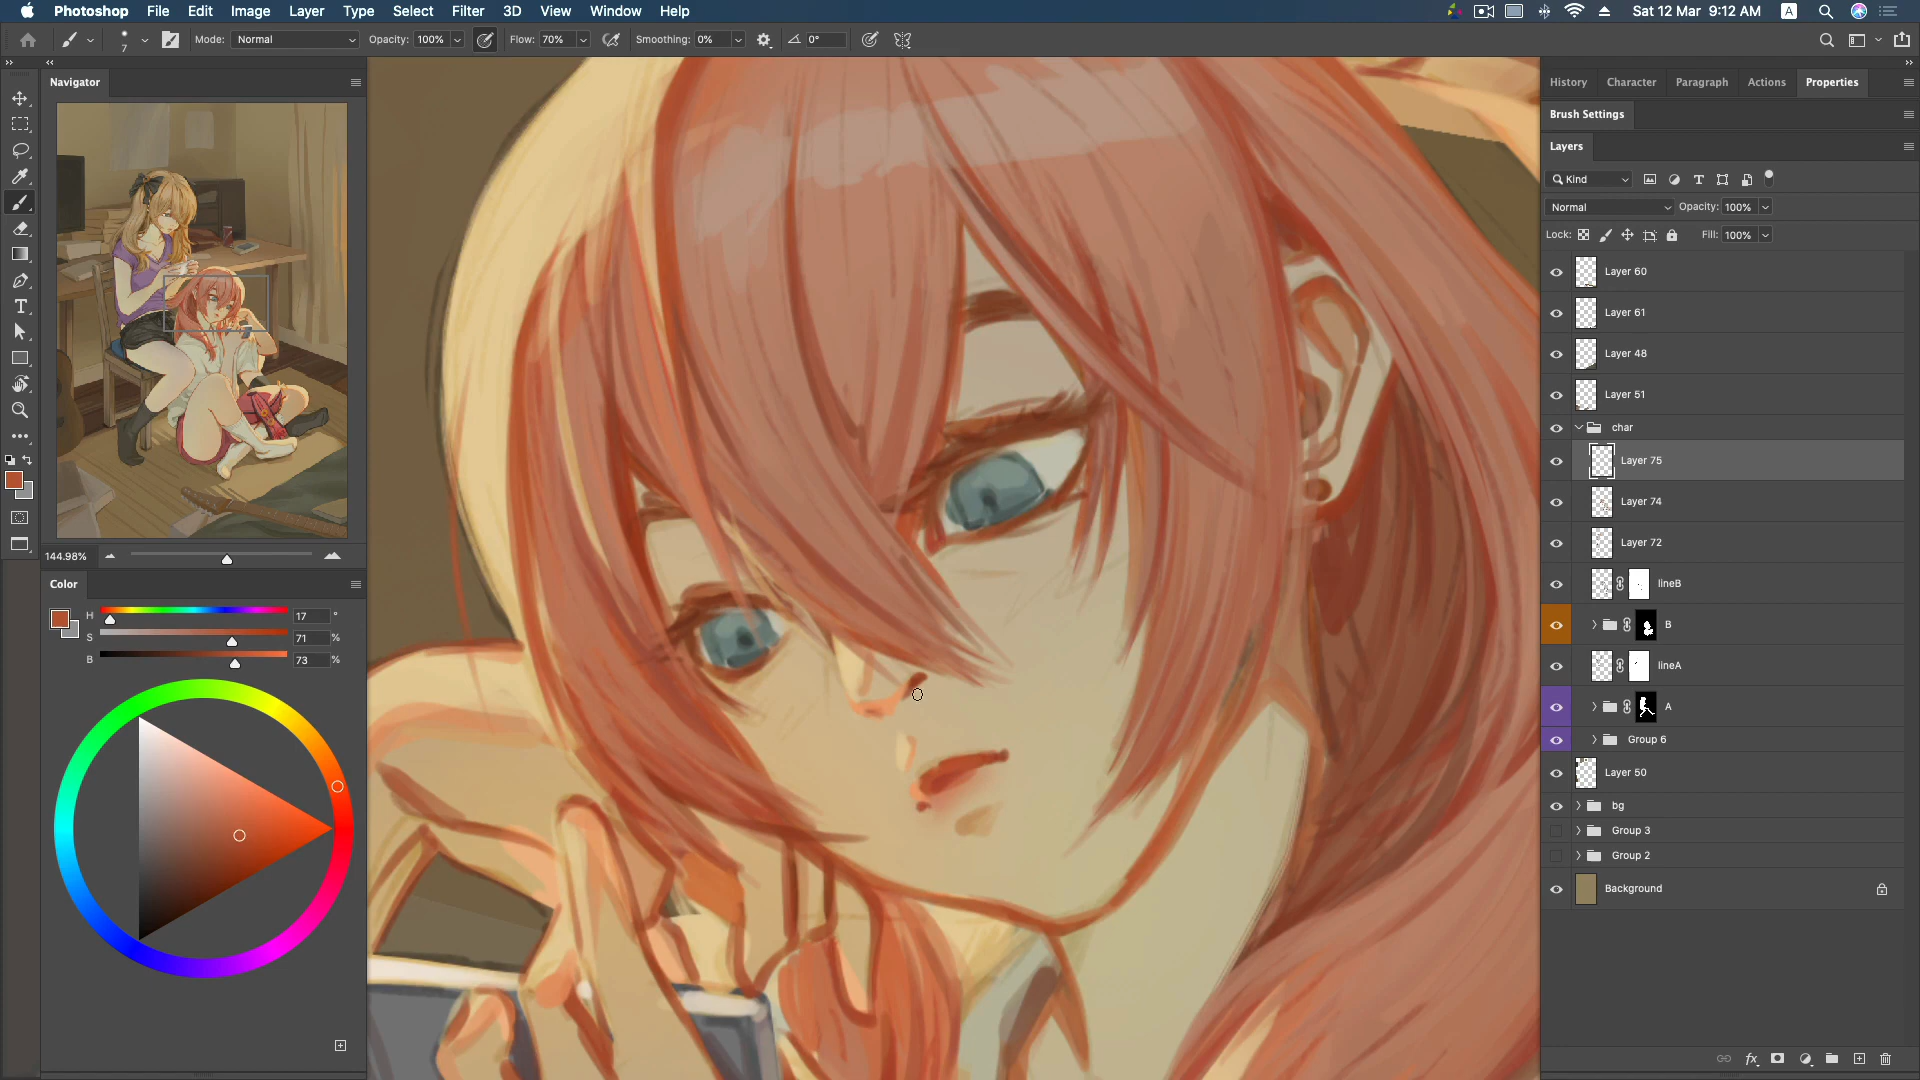 Photoshop File Edit Image Layer Type Select Filter 3D View Window Help Sat 12 Mar 9:12 AM A
7 Mode: Normal Opacity: 100% Flow: 70% Smoothing: 0% 0°
Navigator
144.98%
Color
H 17 °
S 71 %
B 73 %
History Character Paragraph Actions Properties
Brush Settings
Layers
Kind
Normal Opacity: 100%
Lock: Fill: 100%
Layer 60
Layer 61
Layer 48
Layer 51
char
Layer 75
Layer 74
Layer 72
lineB
B
lineA
A
Group 6
Layer 50
bg
Group 3
Group 2
Background